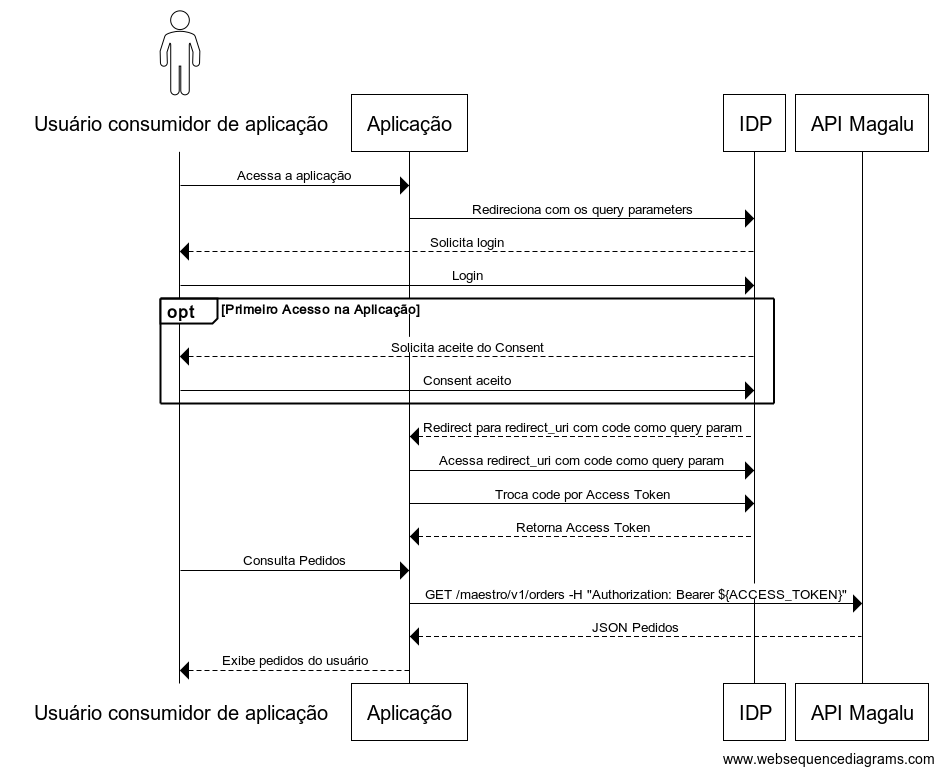 Usuário consumidor de aplicação
Aplicação
IDP
API Magalu
Acessa a aplicação
Redireciona com os query parameters
Solicita login
Login
opt
[Primeiro Acesso na Aplicação]
Solicita aceite do Consent
Consent aceito
Redirect para redirect_uri com code como query param
Acessa redirect_uri com code como query param
Troca code por Access Token
Retorna Access Token
Consulta Pedidos
GET /maestro/v1/orders -H "Authorization: Bearer ${ACCESS_TOKEN}"
JSON Pedidos
Exibe pedidos do usuário
Usuário consumidor de aplicação
Aplicação
IDP
API Magalu
www.websequencediagrams.com